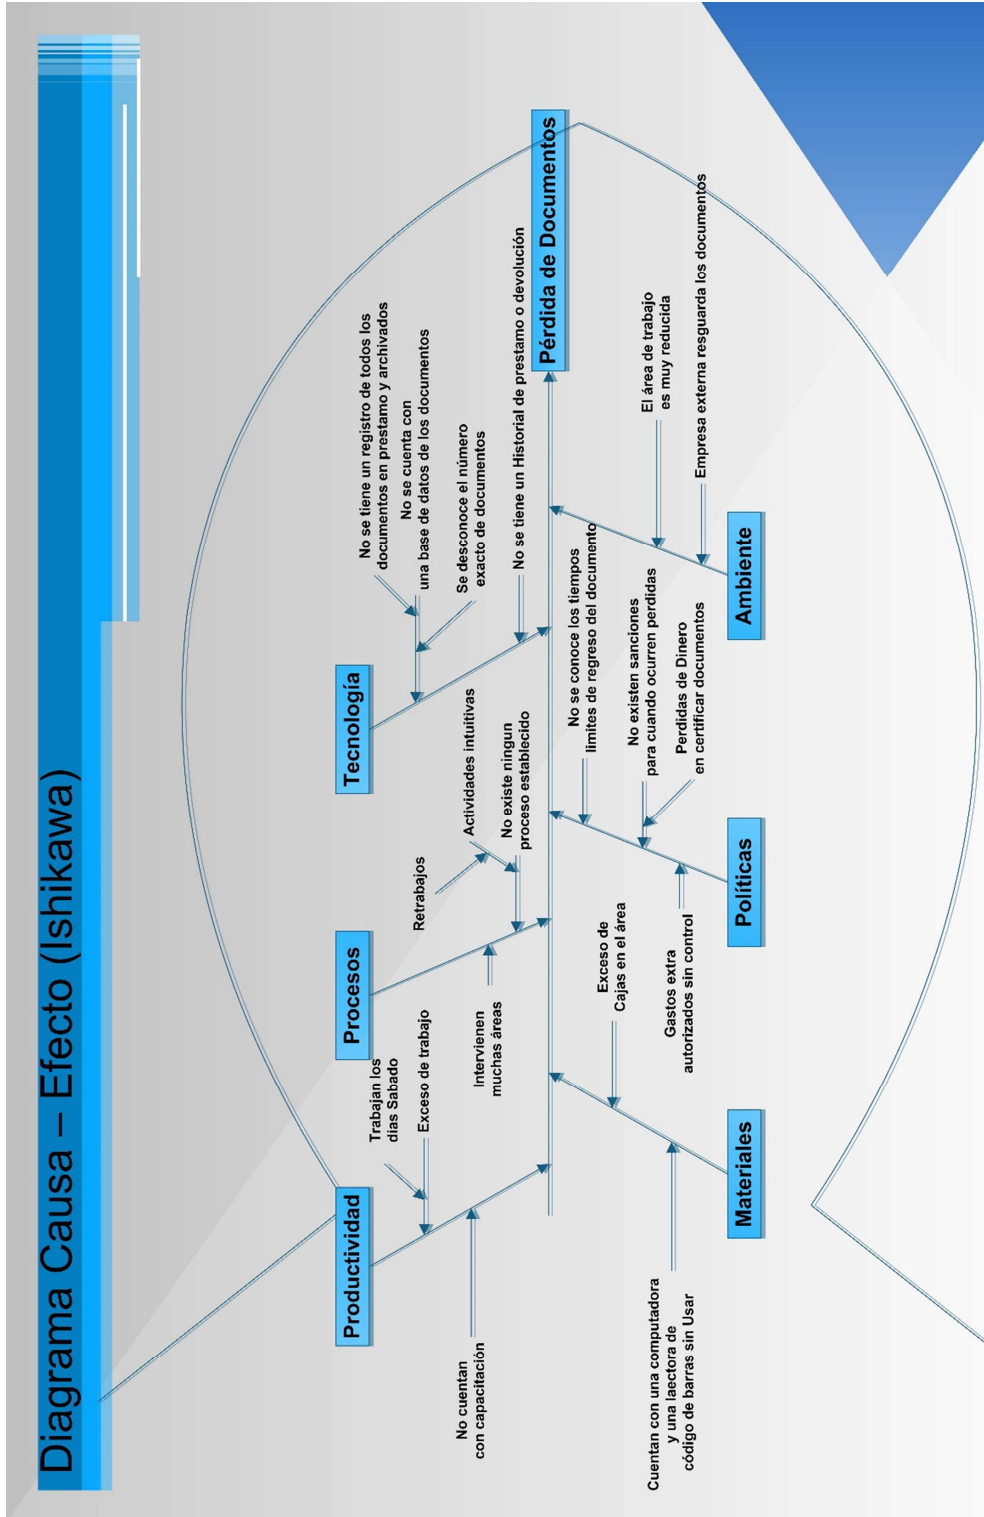 Diagrama Causa – Efecto (Ishikawa)
Productividad
Trabajan los
dias Sabado
Exceso de trabajo
No cuentan
con capacitación
Procesos
Retrabajos
Actividades intuitivas
No existe ningun
proceso establecido
Intervienen
muchas áreas
Tecnología
No se tiene un registro de todos los
documentos en prestamo y archivados
No se cuenta con
una base de datos de los documentos
Se desconoce el número
exacto de documentos
No se tiene un Historial de prestamo o devolución
Pérdida de Documentos
Materiales
Exceso de
Cajas en el área
Cuentan con una computadora
y una laectora de
código de barras sin Usar
Políticas
No se conoce los tiempos
limites de regreso del documento
No existen sanciones
para cuando ocurren perdidas
Perdidas de Dinero
en certificar documentos
Gastos extra
autorizados sin control
Ambiente
El área de trabajo
es muy reducida
Empresa externa resguarda los documentos